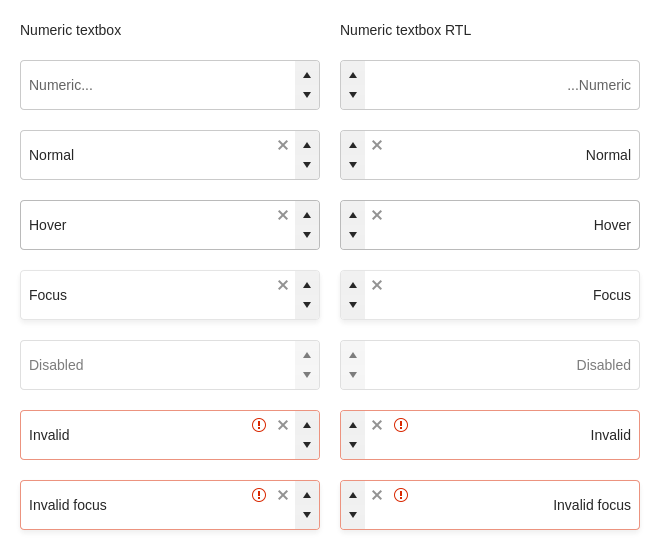 Numeric textbox
Numeric...
Normal
Hover
Focus
Disabled
Invalid
Invalid focus
Numeric textbox RTL
...Numeric
Normal
Hover
Focus
Disabled
Invalid
Invalid focus